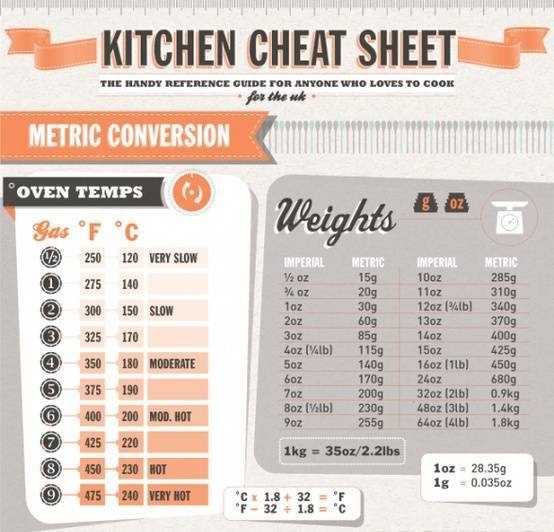 KITCHEN CHEAT SHEET
THE HANDY REFERENCE GUIDE FOR ANYONE WHO LOVES TO COOK
for the uk
METRIC CONVERSION
°OVEN TEMPS
Gas °F °C
½ 250 120 VERY SLOW
1 275 140
2 300 150 SLOW
3 325 170
4 350 180 MODERATE
5 375 190
6 400 200 MOD. HOT
7 425 220
8 450 230 HOT
9 475 240 VERY HOT
°C x 1.8 + 32 = °F
°F - 32 ÷ 1.8 = °C
Weights
g oz
IMPERIAL METRIC IMPERIAL METRIC
½ oz 15g 10oz 285g
¾ oz 20g 11oz 310g
1oz 30g 12oz (¾lb) 340g
2oz 60g 13oz 370g
3oz 85g 14oz 400g
4oz (¼lb) 115g 15oz 425g
5oz 140g 16oz (1lb) 450g
6oz 170g 24oz 680g
7oz 200g 32oz (2lb) 0.9kg
8oz (½lb) 230g 48oz (3lb) 1.4kg
9oz 255g 64oz (4lb) 1.8kg
1kg = 35oz/2.2lbs
1oz = 28.35g
1g = 0.035oz